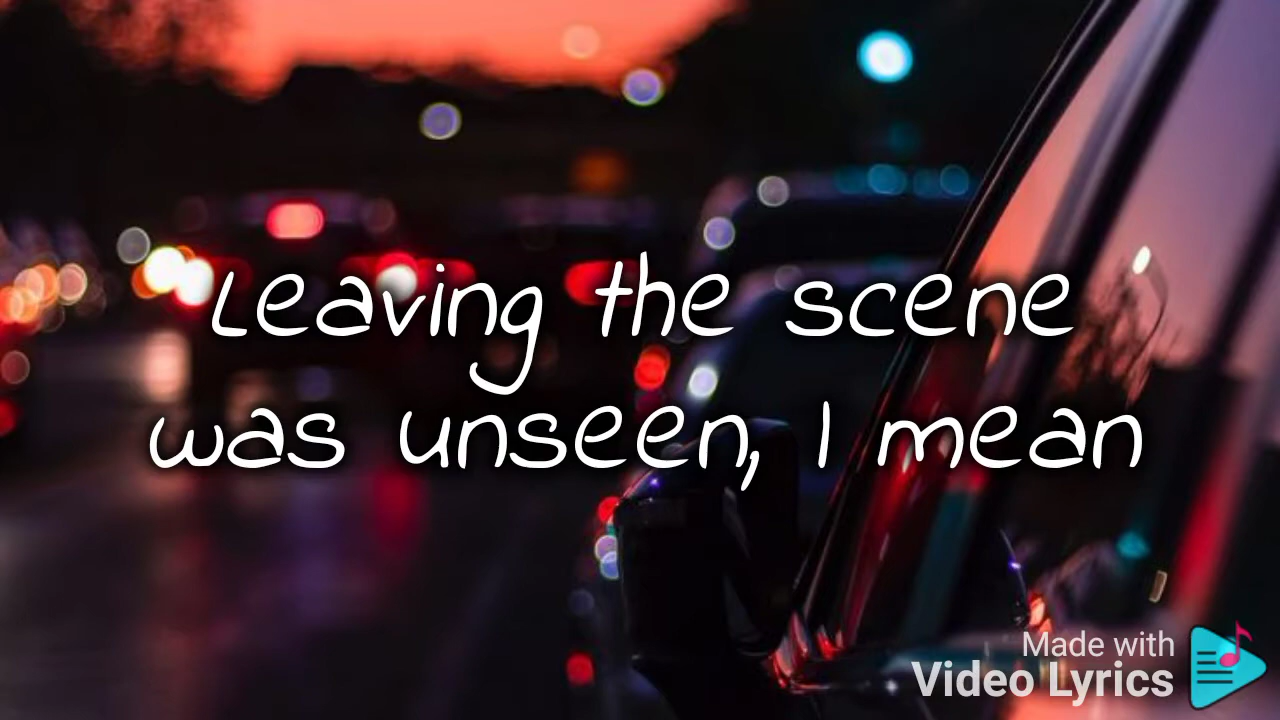 Leaving the scene
was unseen, I mean
Made with
Video Lyrics